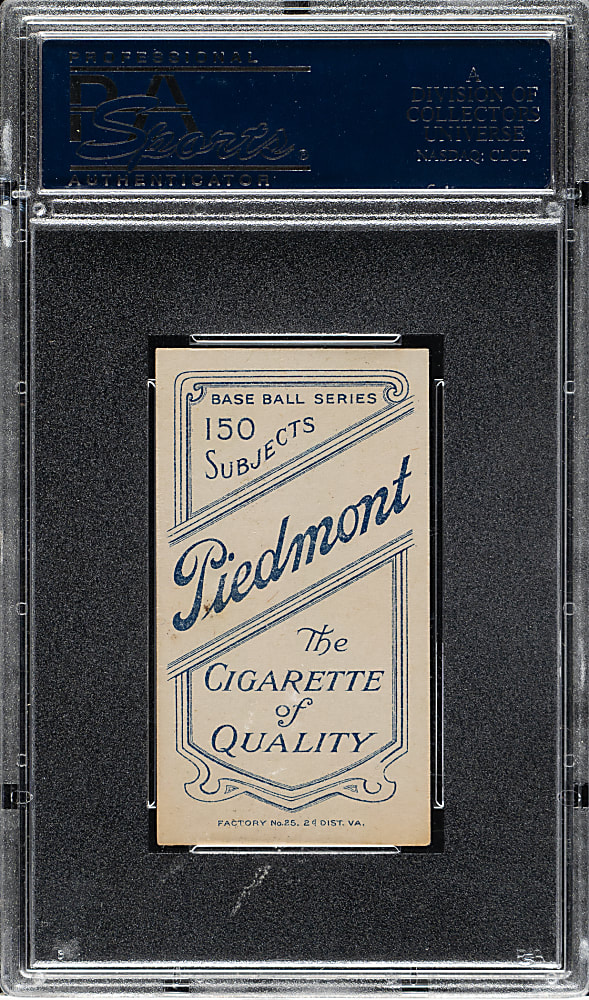 PROFESSIONAL
PSA
Sports®
AUTHENTICATOR
A
DIVISION OF
COLLECTORS
UNIVERSE
NASDAQ: CLCT
BASE BALL SERIES
150
SUBJECTS
Piedmont
The
CIGARETTE
of
QUALITY
FACTORY No. 25, 2d DIST. VA.
PSA